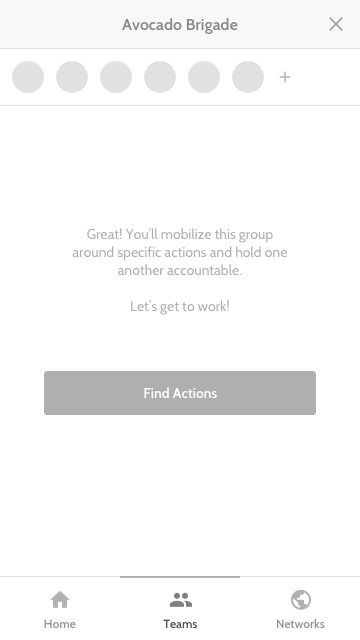 Avocado Brigade
+
Great! You'll mobilize this group
around specific actions and hold one
another accountable.
Let's get to work!
Find Actions
Home
Teams
Networks